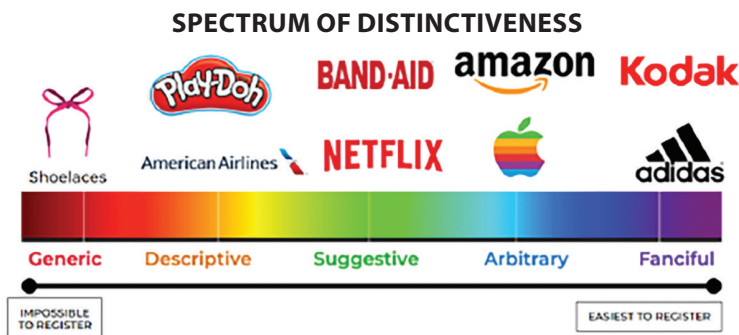 SPECTRUM OF DISTINCTIVENESS
Play-Doh
BAND-AID
amazon
Kodak
Shoelaces
American Airlines
NETFLIX
adidas
Generic
Descriptive
Suggestive
Arbitrary
Fanciful
IMPOSSIBLE
TO REGISTER
EASIEST TO REGISTER